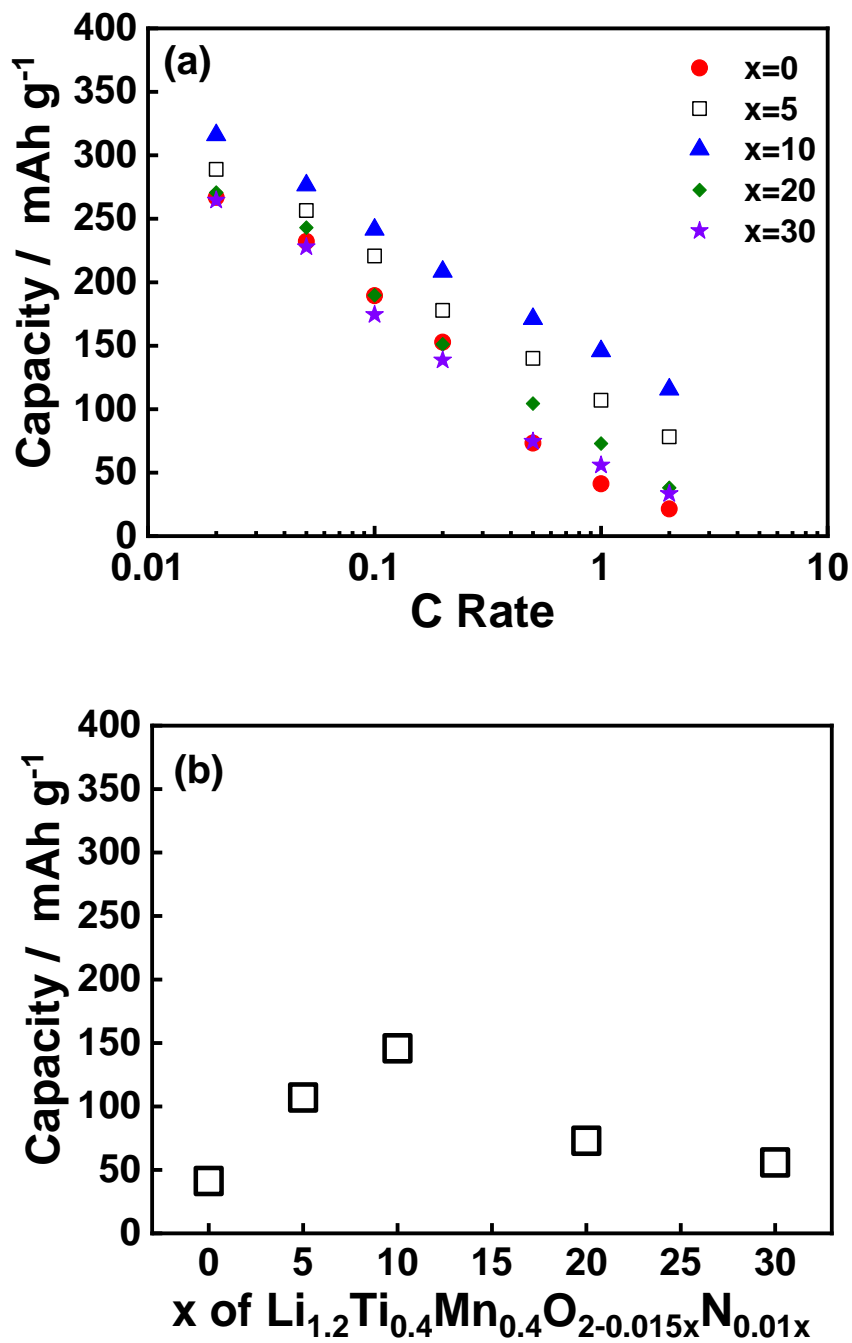 (a)
Capacity / mAh g⁻¹
400
350
300
250
200
150
100
50
0
x=0
x=5
x=10
x=20
x=30
0.01
0.1
1
10
C Rate
(b)
Capacity / mAh g⁻¹
400
350
300
250
200
150
100
50
0
0 5 10 15 20 25 30
x of Li₁.₂Ti₀.₄Mn₀.₄O₂₋₀.₀₁₅ₓN₀.₀₁ₓ